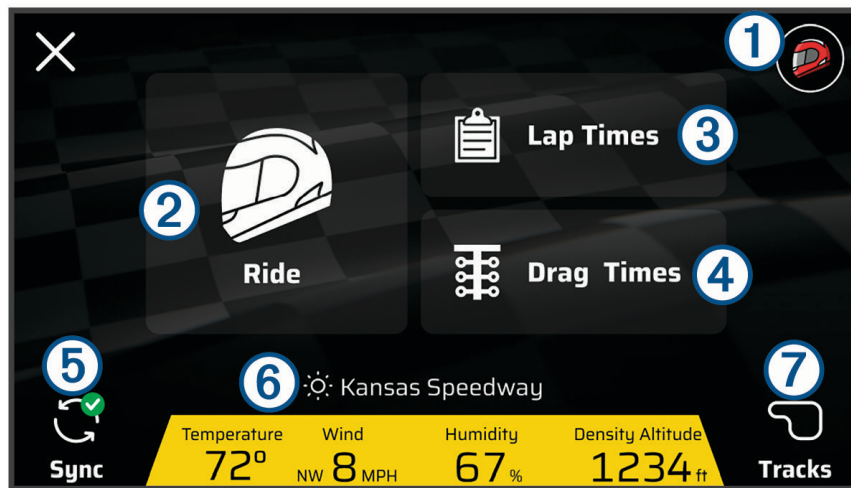 1
Lap Times 3
2
Ride
Drag Times 4
5
6 Kansas Speedway
7
Sync
Temperature Wind Humidity Density Altitude
72° NW 8 MPH 67 % 1234 ft
Tracks